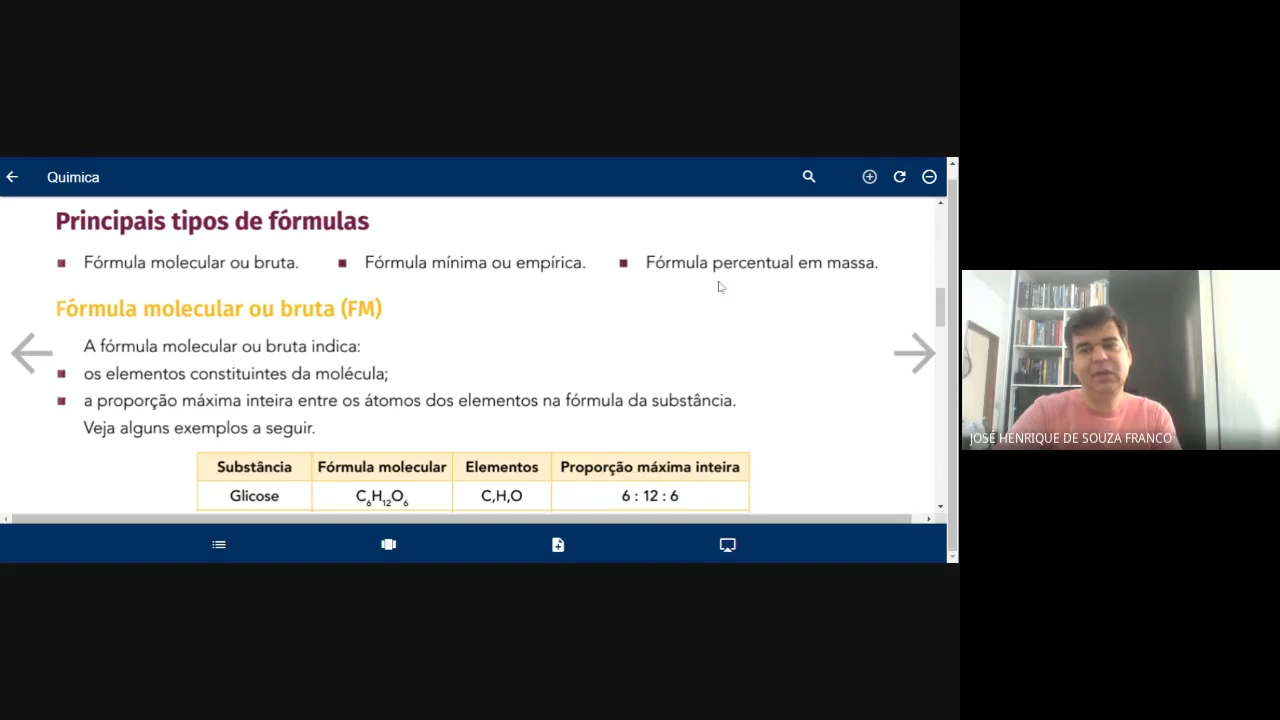 Quimica
Principais tipos de fórmulas
Fórmula molecular ou bruta. Fórmula mínima ou empírica. Fórmula percentual em massa.
Fórmula molecular ou bruta (FM)
A fórmula molecular ou bruta indica:
os elementos constituintes da molécula;
a proporção máxima inteira entre os átomos dos elementos na fórmula da substância.
Veja alguns exemplos a seguir.
Substância Fórmula molecular Elementos Proporção máxima inteira
Glicose C₆H₁₂O₆ C,H,O 6 : 12 : 6
JOSÉ HENRIQUE DE SOUZA FRANCO